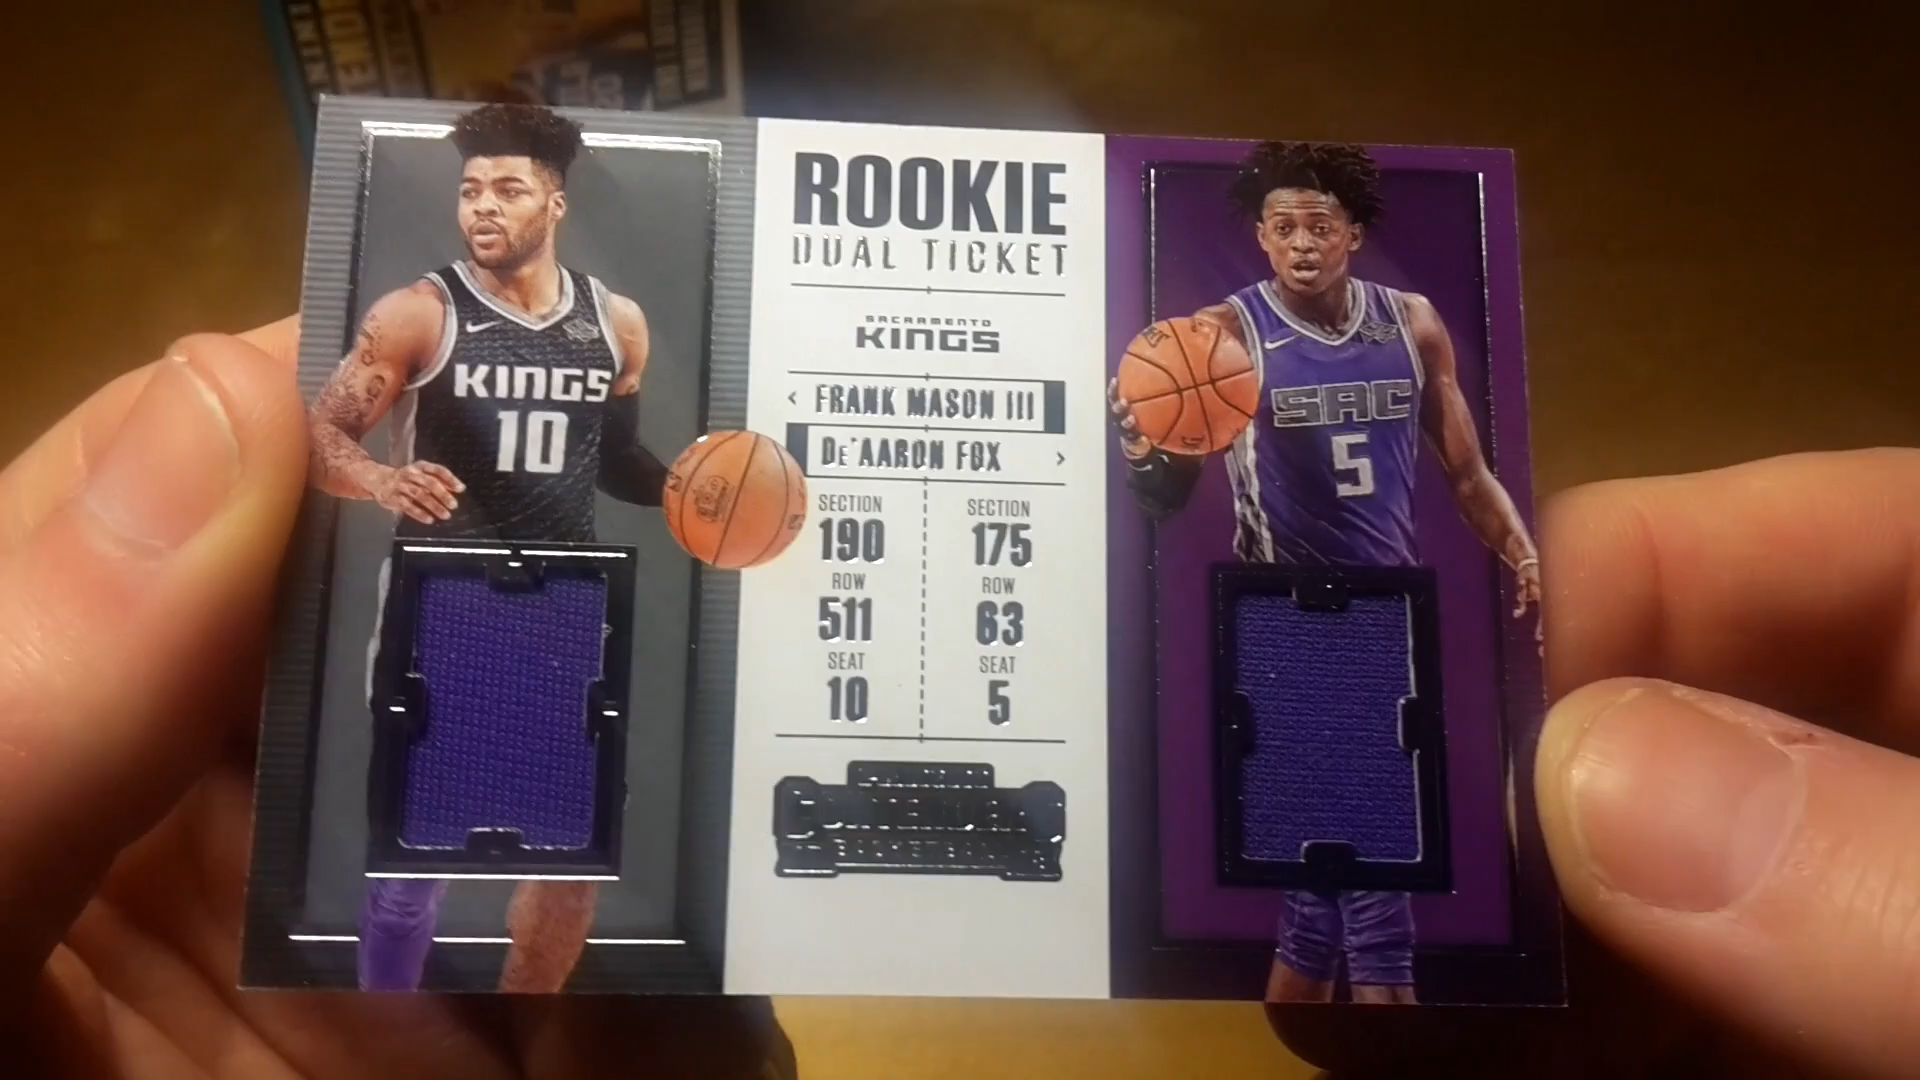 ROOKIE
DUAL TICKET
SACRAMENTO
KINGS
< FRANK MASON III
DE'AARON FOX >
SECTION
190
ROW
511
SEAT
10
SECTION
175
ROW
63
SEAT
5
CONTENDERS
KINGS
10
SAC
5